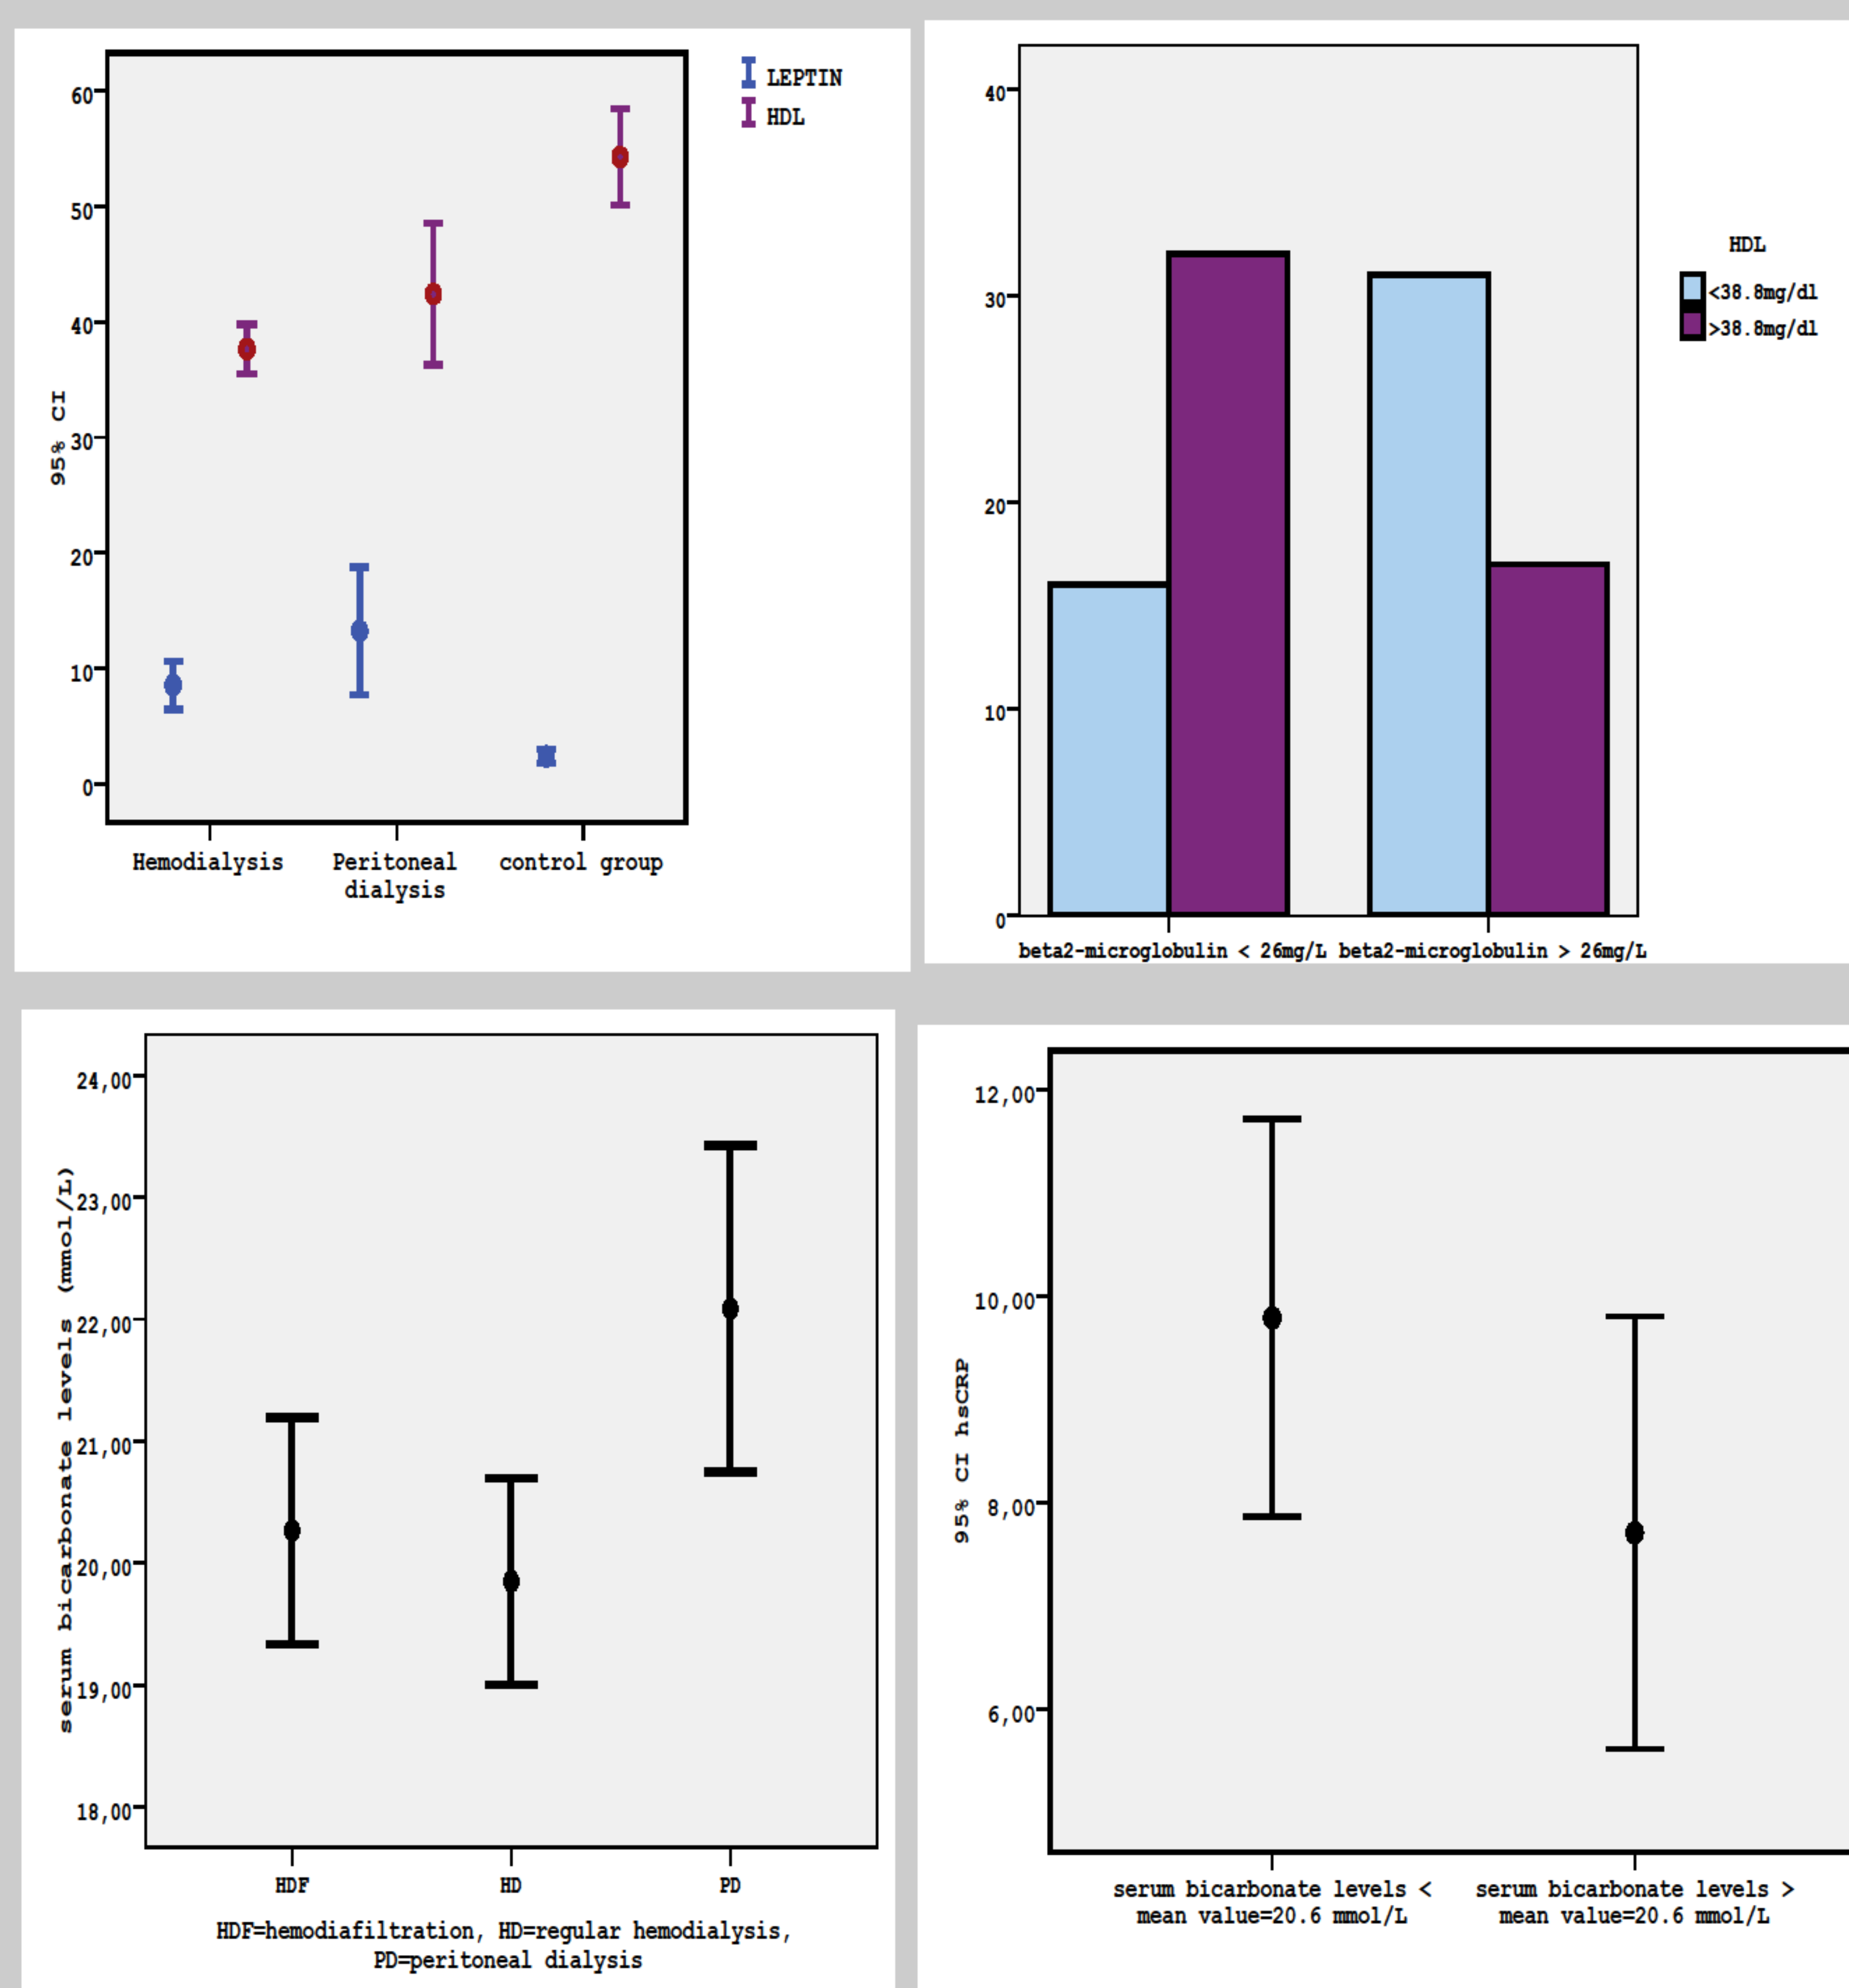 60
50
40
30
20
10
0
95% CI
Hemodialysis
Peritoneal
dialysis
control group
LEPTIN
HDL
40
30
20
10
0
beta2-microglobulin < 26mg/L
beta2-microglobulin > 26mg/L
HDL
<38.8mg/dl
>38.8mg/dl
24,00
23,00
22,00
21,00
20,00
19,00
18,00
serum bicarbonate levels (mmol/L)
HDF
HD
PD
HDF=hemodiafiltration, HD=regular hemodialysis,
PD=peritoneal dialysis
12,00
10,00
8,00
6,00
95% CI hsCRP
serum bicarbonate levels <
mean value=20.6 mmol/L
serum bicarbonate levels >
mean value=20.6 mmol/L